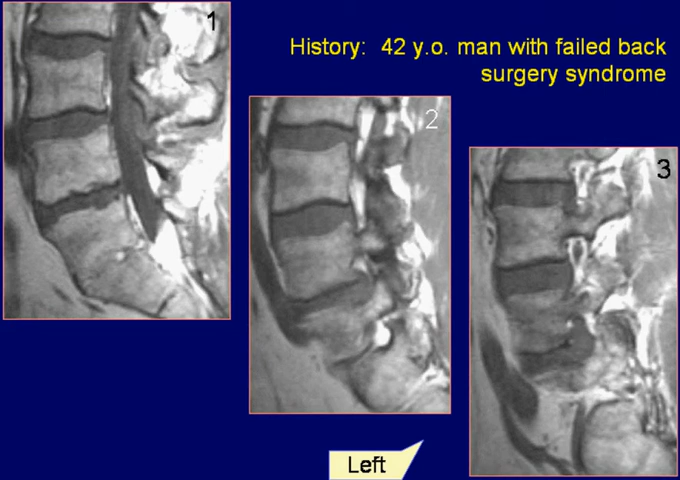 1
History: 42 y.o. man with failed back
surgery syndrome
2
3
Left